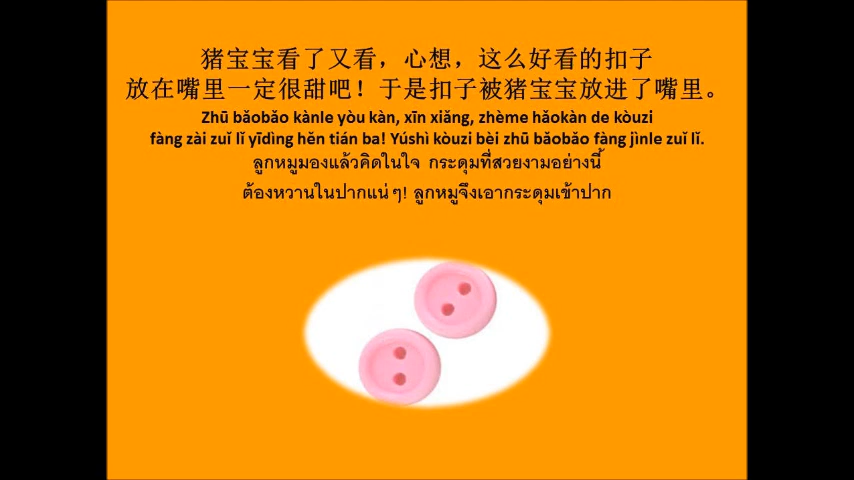 猪宝宝看了又看，心想，这么好看的扣子
放在嘴里一定很甜吧！于是扣子被猪宝宝放进了嘴里。
Zhū bǎobǎo kànle yòu kàn, xīn xiǎng, zhème hǎokàn de kòuzi
fàng zài zuǐ lǐ yīdìng hěn tián ba! Yúshì kòuzi bèi zhū bǎobǎo fàng jìnle zuǐ lǐ.
ลูกหมูมองแล้วคิดในใจ กระดุมที่สวยงามอย่างนี้
ต้องหวานในปากแน่ๆ! ลูกหมูจึงเอากระดุมเข้าปาก